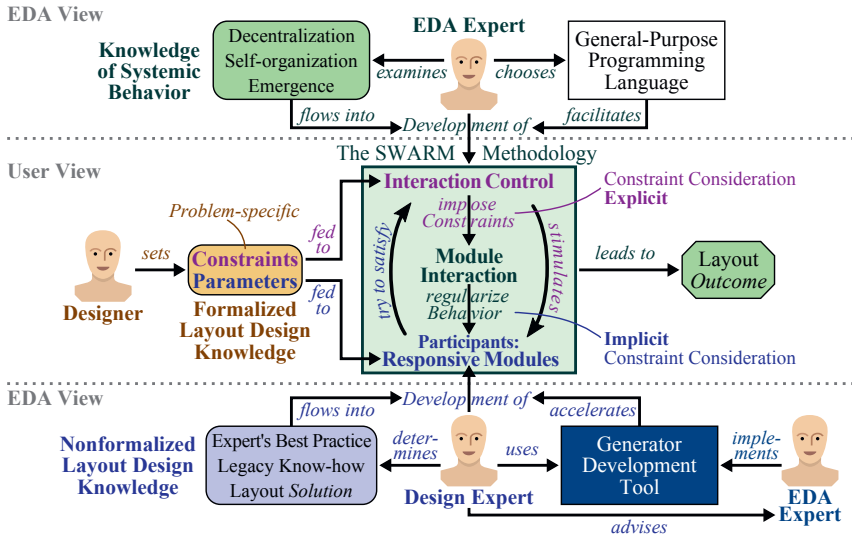 EDA View
EDA Expert
Knowledge
of Systemic
Behavior
Decentralization
Self-organization
Emergence
examines
chooses
General-Purpose
Programming
Language
flows into
Development of
facilitates
The SWARM Methodology
User View
Interaction Control
impose
Constraints
Constraint Consideration
Explicit
Problem-specific
fed
to
sets
Constraints
Parameters
fed
to
Designer
Formalized
Layout Design
Knowledge
try to satisfy
Module
Interaction
stimulates
regularize
Behavior
leads to
Layout
Outcome
Participants:
Responsive Modules
Implicit
Constraint Consideration
EDA View
flows into
Development of
accelerates
Nonformalized
Layout Design
Knowledge
Expert's Best Practice
Legacy Know-how
Layout Solution
deter-
mines
uses
Design Expert
Generator
Development
Tool
imple-
ments
EDA
Expert
advises